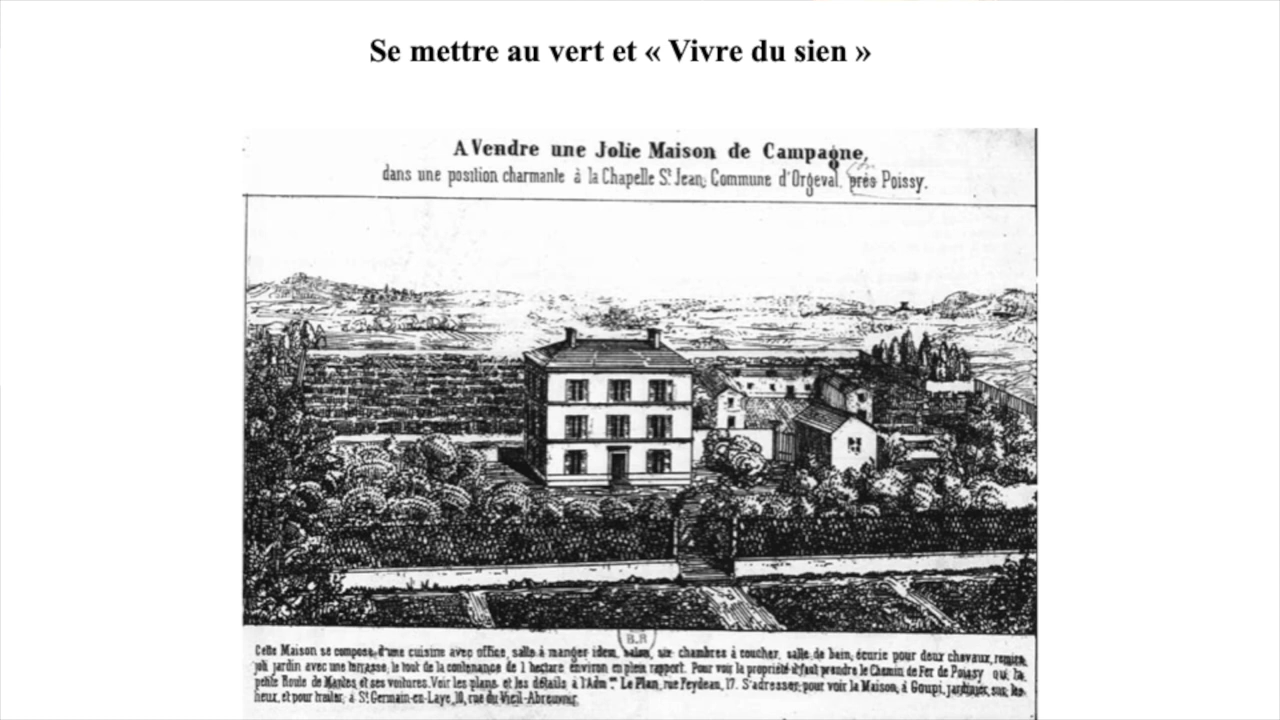 Se mettre au vert et « Vivre du sien »
A Vendre une Jolie Maison de Campagne,
dans une position charmante à la Chapelle St. Jean, Commune d'Orgeval, près Poissy.
B.R
Cette Maison se compose d'une cuisine avec office, salle à manger idem, salon, six chambres à coucher, salle de bain, écurie pour deux chevaux, remise,
joli jardin avec une terrasse, le tout de la contenance de 1 hectare environ en plein rapport. Pour voir la propriété il faut prendre le Chemin de Fer de Poissy ou la
petite Route de Mantes et ses voitures. Voir les plans et les détails à l'Adm.on Le Plan, rue Feydeau, 17. S'adresser pour voir la Maison, à Goupi, jardinier, sur les
lieux, et pour traiter, à St Germain-en-Laye, 10, rue du Vieil-Abreuvoir.